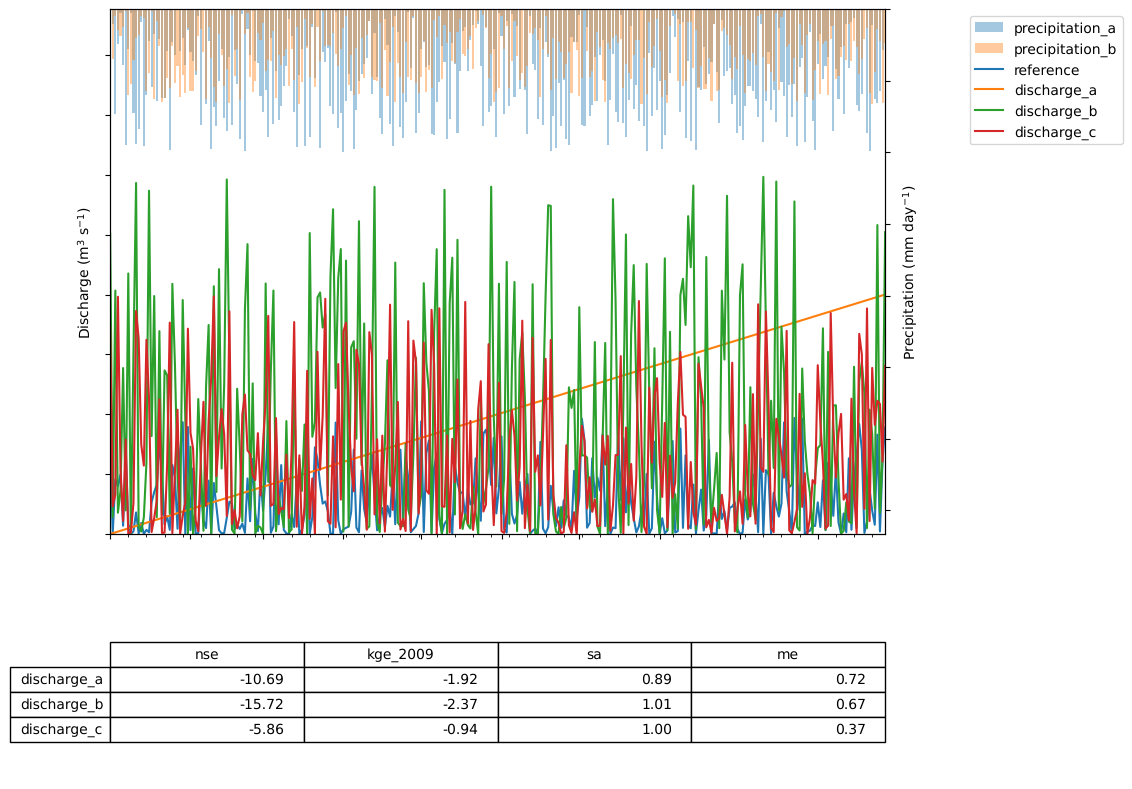 precipitation_a
precipitation_b
reference
discharge_a
discharge_b
discharge_c
Discharge (m³ s⁻¹)
Precipitation (mm day⁻¹)
nse kge_2009 sa me
discharge_a -10.69 -1.92 0.89 0.72
discharge_b -15.72 -2.37 1.01 0.67
discharge_c -5.86 -0.94 1.00 0.37